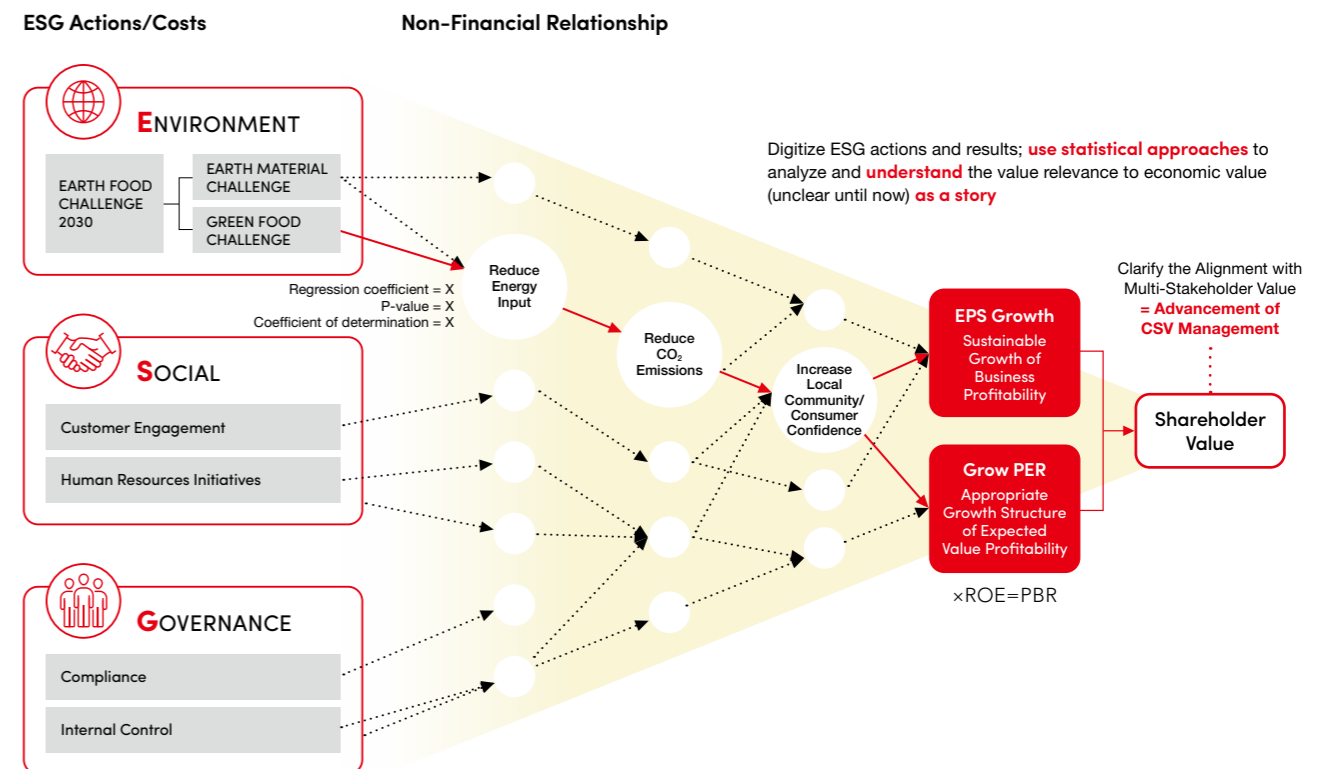 ESG Actions/Costs
Non-Financial Relationship
ENVIRONMENT
EARTH FOOD
CHALLENGE
2030
EARTH MATERIAL
CHALLENGE
GREEN FOOD
CHALLENGE
Regression coefficient = X
P-value = X
Coefficient of determination = X
SOCIAL
Customer Engagement
Human Resources Initiatives
GOVERNANCE
Compliance
Internal Control
Reduce
Energy
Input
Reduce
CO₂
Emissions
Increase
Local
Community/
Consumer
Confidence
Digitize ESG actions and results; use statistical approaches to
analyze and understand the value relevance to economic value
(unclear until now) as a story
EPS Growth
Sustainable
Growth of
Business
Profitability
Grow PER
Appropriate
Growth Structure
of Expected
Value Profitability
×ROE=PBR
Clarify the Alignment with
Multi-Stakeholder Value
= Advancement of
CSV Management
Shareholder
Value